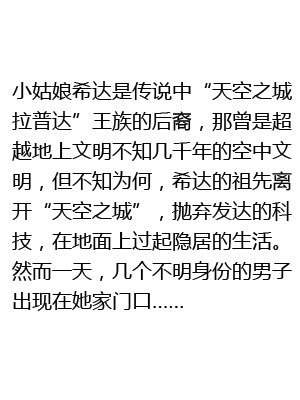 小姑娘希达是传说中“天空之城
拉普达”王族的后裔，那曾是超
越地上文明不知几千年的空中文
明，但不知为何，希达的祖先离
开“天空之城”，抛弃发达的科
技，在地面上过起隐居的生活。
然而一天，几个不明身份的男子
出现在她家门口……